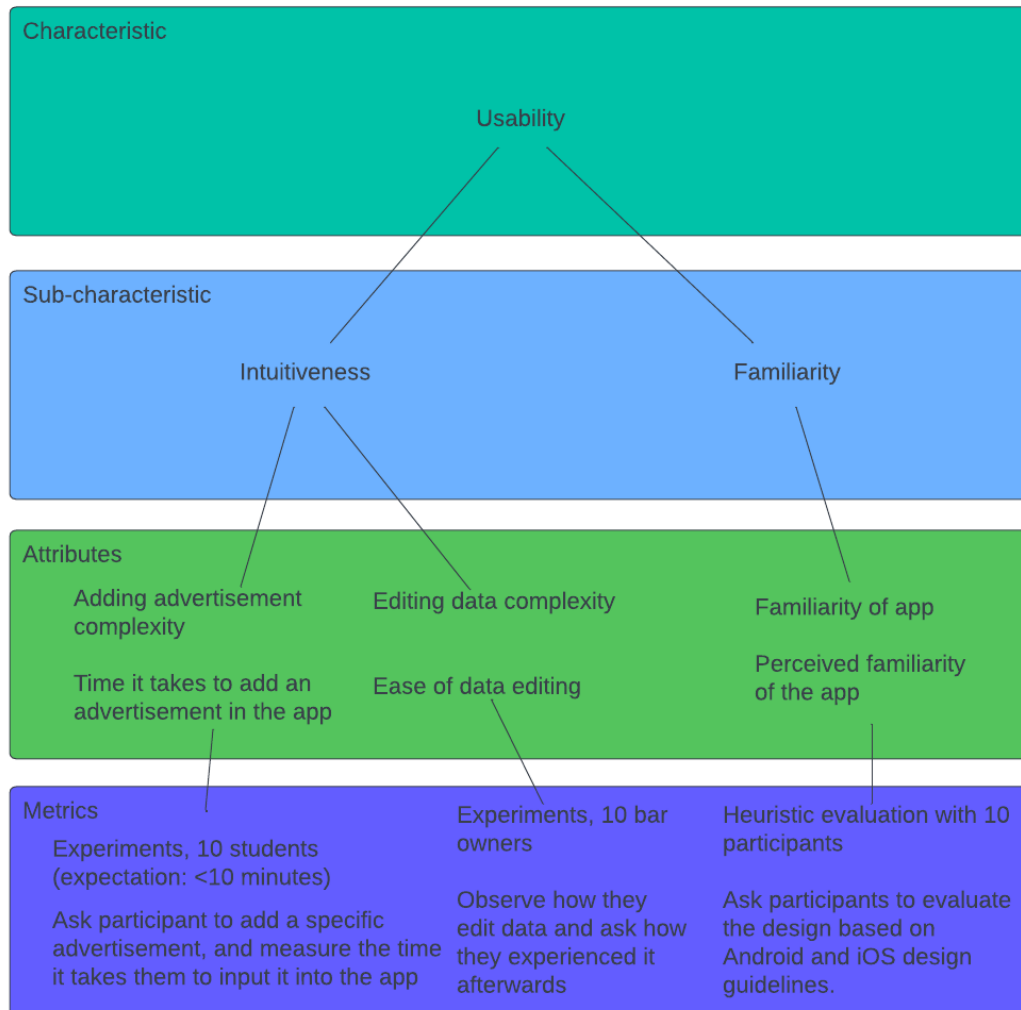 Characteristic
Usability
Sub-characteristic
Intuitiveness
Familiarity
Attributes
Adding advertisement
complexity
Time it takes to add an
advertisement in the app
Editing data complexity
Ease of data editing
Familiarity of app
Perceived familiarity
of the app
Metrics
Experiments, 10 students
(expectation: <10 minutes)
Ask participant to add a specific
advertisement, and measure the time
it takes them to input it into the app
Experiments, 10 bar
owners
Observe how they
edit data and ask how
they experienced it
afterwards
Heuristic evaluation with 10
participants
Ask participants to evaluate
the design based on
Android and iOS design
guidelines.